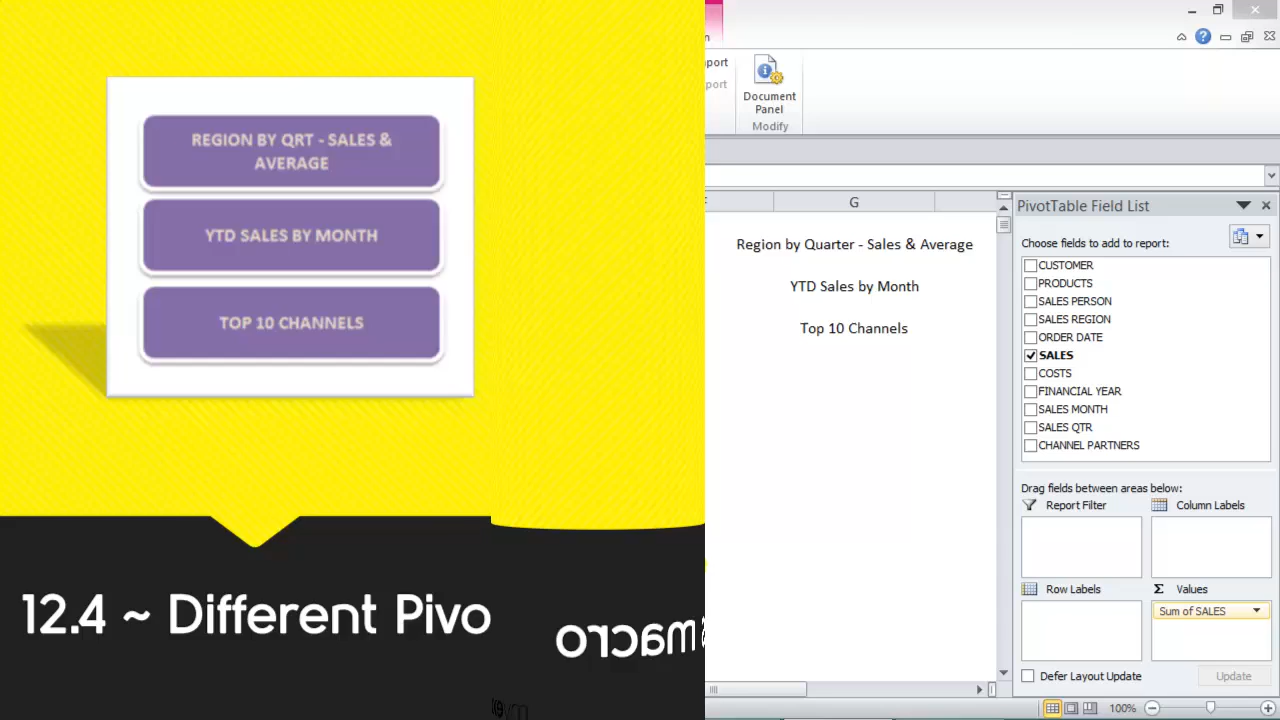 REGION BY QRT - SALES &
AVERAGE
YTD SALES BY MONTH
TOP 10 CHANNELS
12.4 ~ Different Pivo
macro
port
port
Document
Panel
Modify
G
Region by Quarter - Sales & Average
YTD Sales by Month
Top 10 Channels
PivotTable Field List
Choose fields to add to report:
CUSTOMER
PRODUCTS
SALES PERSON
SALES REGION
ORDER DATE
SALES
COSTS
FINANCIAL YEAR
SALES MONTH
SALES QTR
CHANNEL PARTNERS
Drag fields between areas below:
Report Filter
Column Labels
Row Labels
Σ Values
Sum of SALES
Defer Layout Update
Update
100%